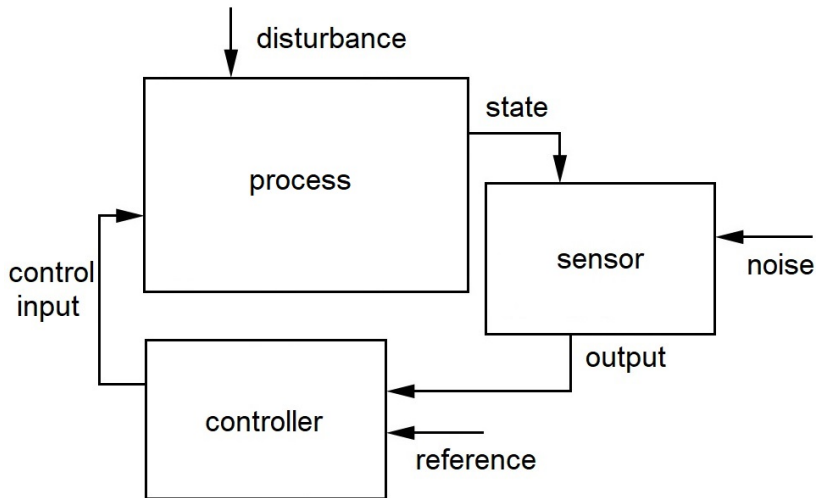 disturbance
state
process
sensor
noise
control
input
output
controller
reference